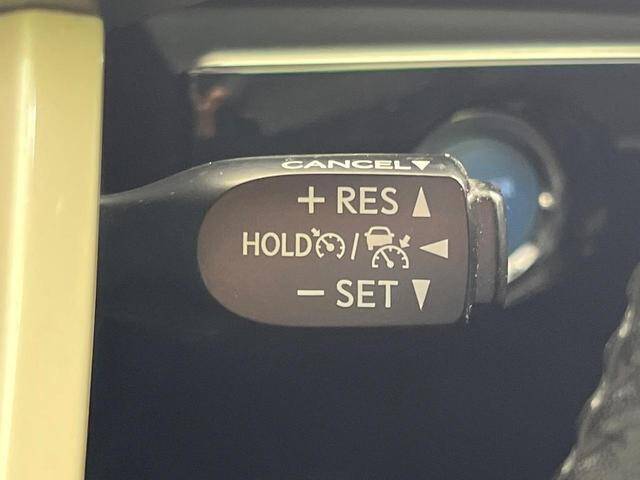 CANCEL▼
+ RES ▲
HOLD / ◀
− SET ▼